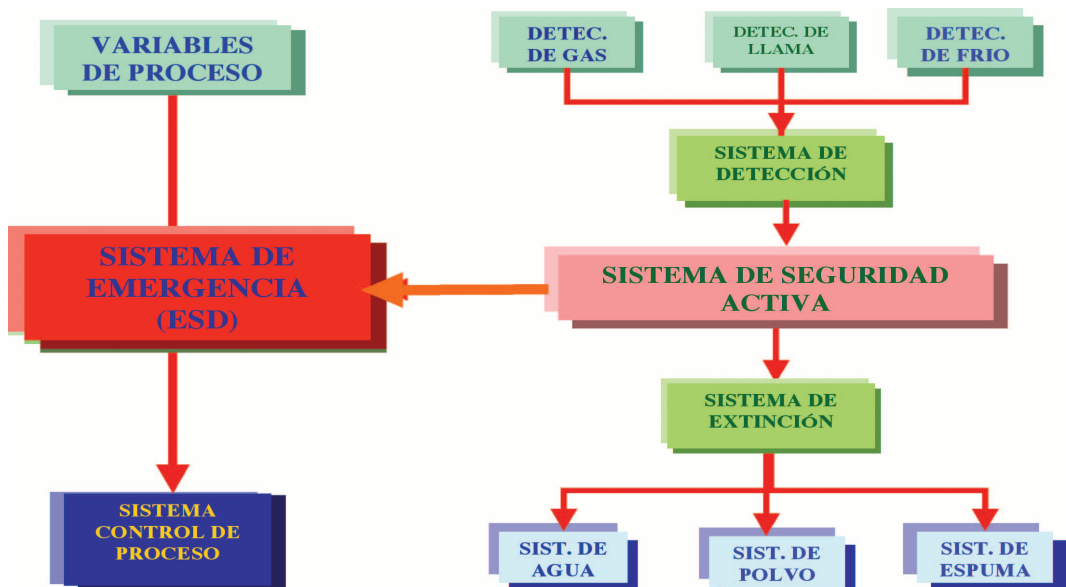 VARIABLES
DE PROCESO
DETEC.
DE GAS
DETEC. DE
LLAMA
DETEC.
DE FRIO
SISTEMA DE
DETECCIÓN
SISTEMA DE
EMERGENCIA
(ESD)
SISTEMA DE SEGURIDAD
ACTIVA
SISTEMA DE
EXTINCIÓN
SISTEMA
CONTROL DE
PROCESO
SIST. DE
AGUA
SIST. DE
POLVO
SIST. DE
ESPUMA